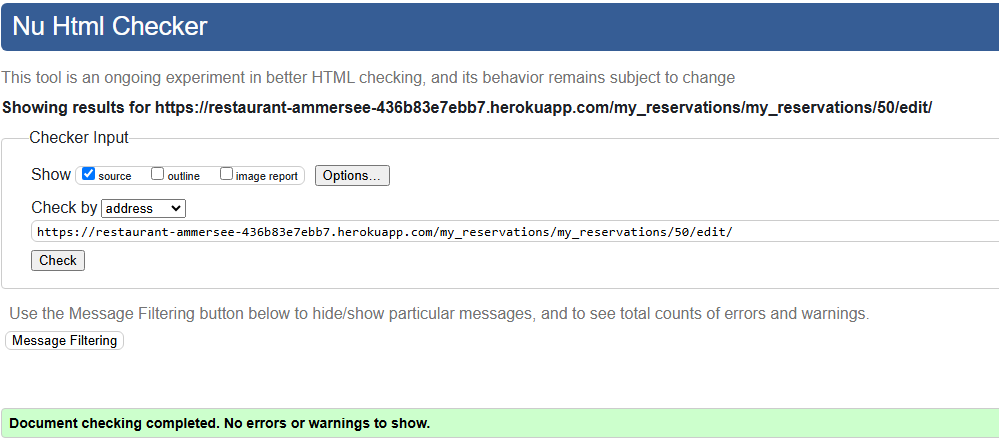 Nu Html Checker
This tool is an ongoing experiment in better HTML checking, and its behavior remains subject to change
Showing results for https://restaurant-ammersee-436b83e7ebb7.herokuapp.com/my_reservations/my_reservations/50/edit/
Checker Input
Show source outline image report Options...
Check by address
https://restaurant-ammersee-436b83e7ebb7.herokuapp.com/my_reservations/my_reservations/50/edit/
Check
Use the Message Filtering button below to hide/show particular messages, and to see total counts of errors and warnings.
Message Filtering
Document checking completed. No errors or warnings to show.